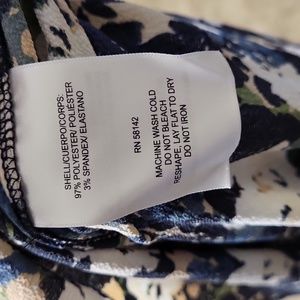 SHELL/CUERPO/CORPS:
97% POLYESTER/ POLIÉSTER
3% SPANDEX/ ELASTANO
RN 58142
MACHINE WASH COLD
DO NOT BLEACH
RESHAPE, LAY FLAT TO DRY
DO NOT IRON